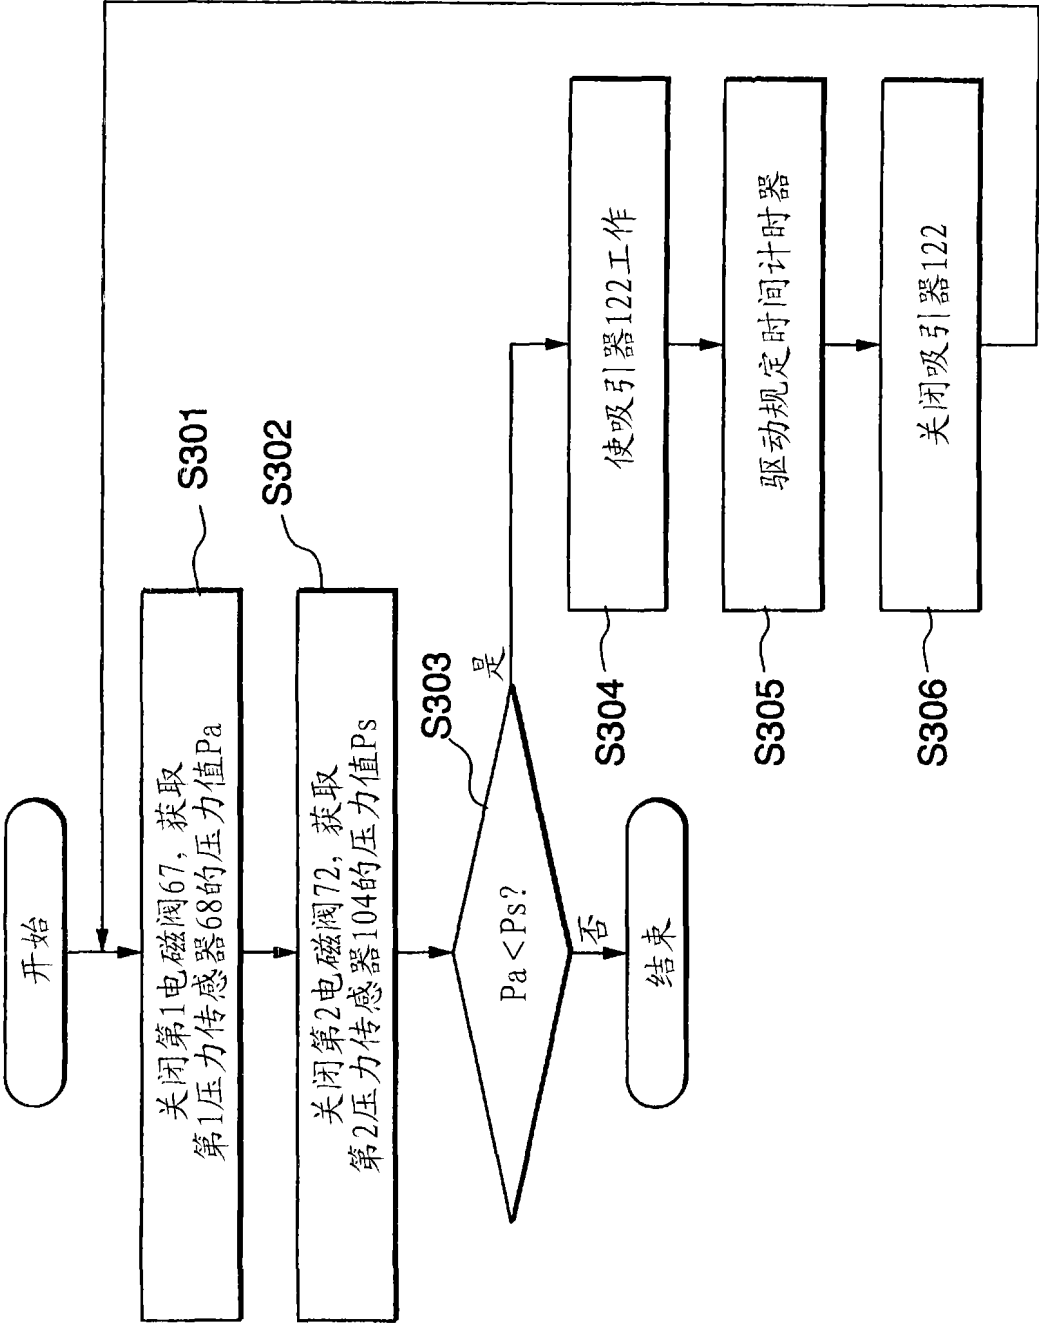 开始
关闭第1电磁阀67，获取
第1压力传感器68的压力值Pa
S301
关闭第2电磁阀72，获取
第2压力传感器104的压力值Ps
S302
Pa＜Ps?
S303
是
否
结束
使吸引器122工作
S304
驱动规定时间计时器
S305
关闭吸引器122
S306